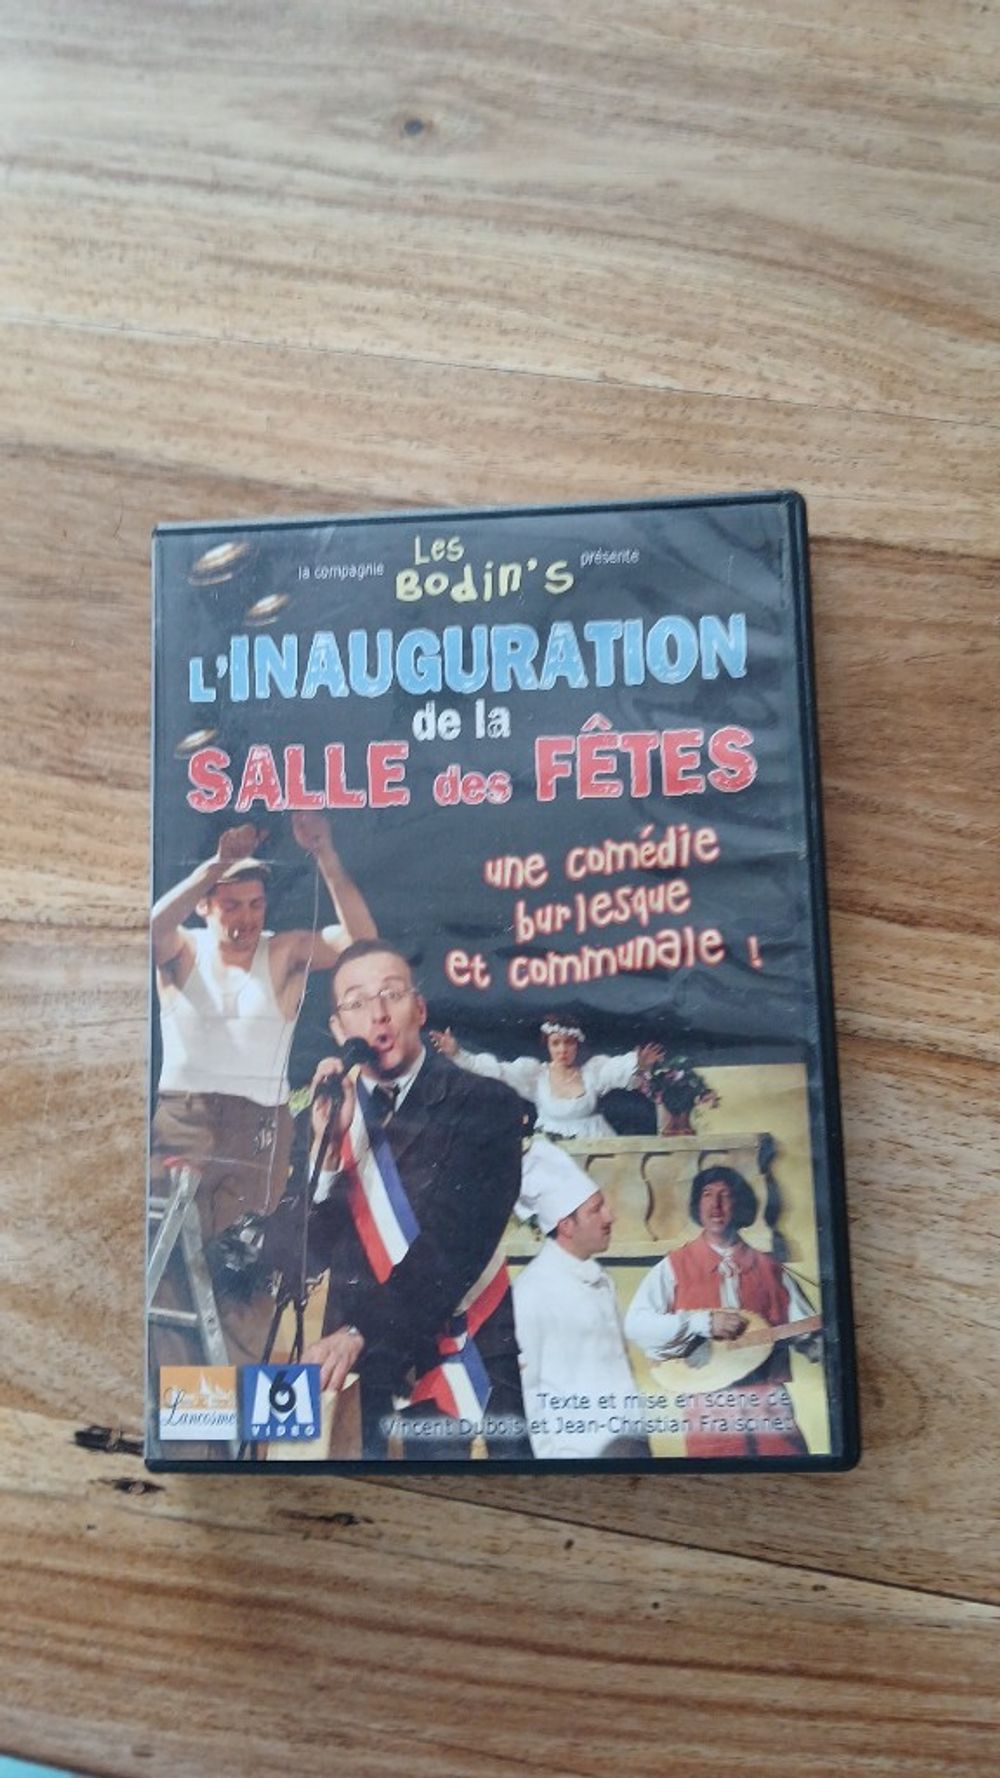 la compagnie Les Bodin's présente
L'INAUGURATION
de la
SALLE des FÊTES
une comédie
burlesque
et communale !
Lancosme
M6
VIDEO
Texte et mise en scène de
Vincent Dubois et Jean-Christian Fraiscinet